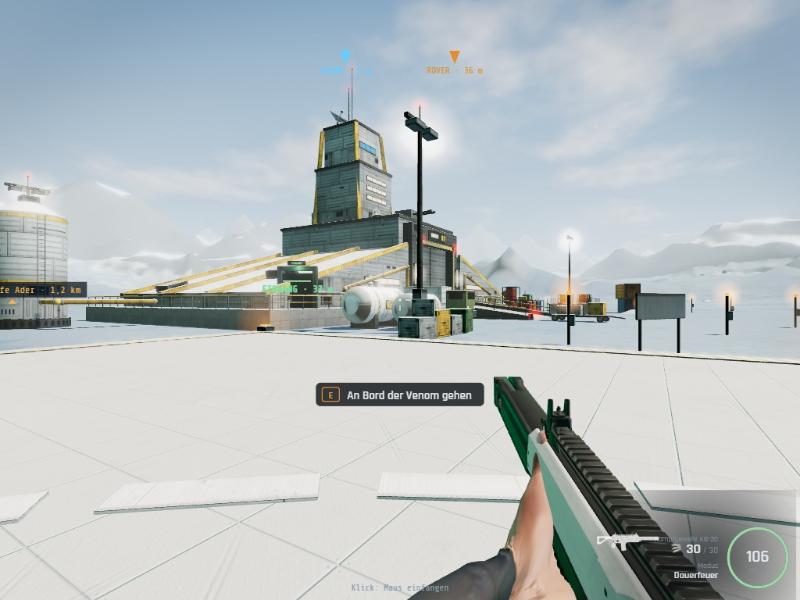 ROVER · 36 m
fe Ader · 1,2 km
E An Bord der Venom gehen
30 / 30
Modus
Dauerfeuer
106
Klick: Maus einfangen